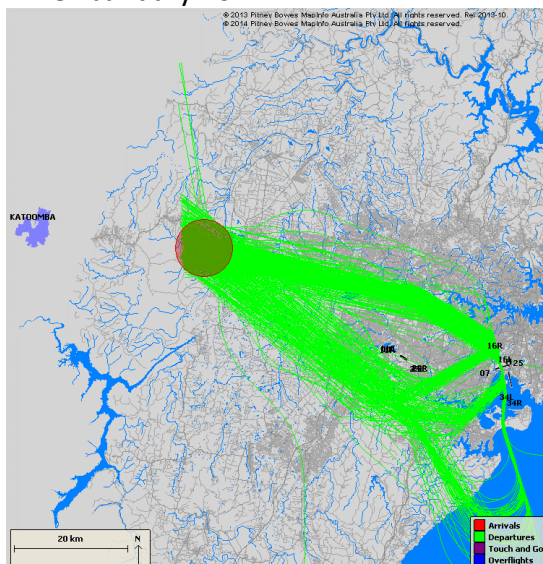 © 2013 Pitney Bowes MapInfo Australia Pty Ltd. All rights reserved. Rel 2013-10.
© 2014 Pitney Bowes MapInfo Australia Pty Ltd. All rights reserved.
KATOOMBA
16R
16L
07
25
34L
34R
20 km
N
Arrivals
Departures
Touch and Go
Overflights